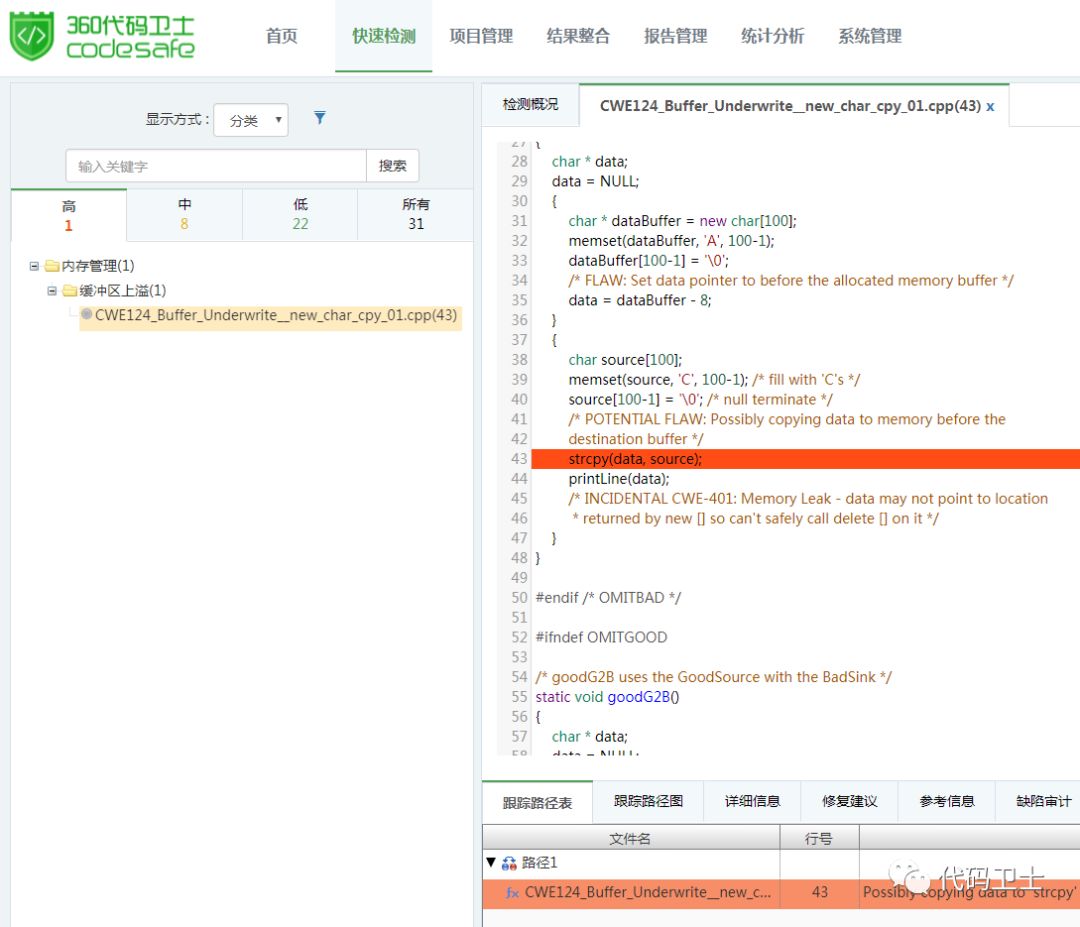 360代码卫士
codesafe
首页 快速检测 项目管理 结果整合 报告管理 统计分析 系统管理
显示方式： 分类
输入关键字 搜索
高 中 低 所有
1 8 22 31
内存管理(1)
缓冲区上溢(1)
CWE124_Buffer_Underwrite__new_char_cpy_01.cpp(43)
检测概况 CWE124_Buffer_Underwrite__new_char_cpy_01.cpp(43) x
27 {
28 char * data;
29 data = NULL;
30 {
31 char * dataBuffer = new char[100];
32 memset(dataBuffer, 'A', 100-1);
33 dataBuffer[100-1] = '\0';
34 /* FLAW: Set data pointer to before the allocated memory buffer */
35 data = dataBuffer - 8;
36 }
37 {
38 char source[100];
39 memset(source, 'C', 100-1); /* fill with 'C's */
40 source[100-1] = '\0'; /* null terminate */
41 /* POTENTIAL FLAW: Possibly copying data to memory before the
42 destination buffer */
43 strcpy(data, source);
44 printLine(data);
45 /* INCIDENTAL CWE-401: Memory Leak - data may not point to location
46 * returned by new [] so can't safely call delete [] on it */
47 }
48 }
49
50 #endif /* OMITBAD */
51
52 #ifndef OMITGOOD
53
54 /* goodG2B uses the GoodSource with the BadSink */
55 static void goodG2B()
56 {
57 char * data;
58 data = NULL;
跟踪路径表 跟踪路径图 详细信息 修复建议 参考信息 缺陷审计
文件名 行号
路径1
fx CWE124_Buffer_Underwrite__new_c... 43 Possibly copying data to 'strcpy'
代码卫士